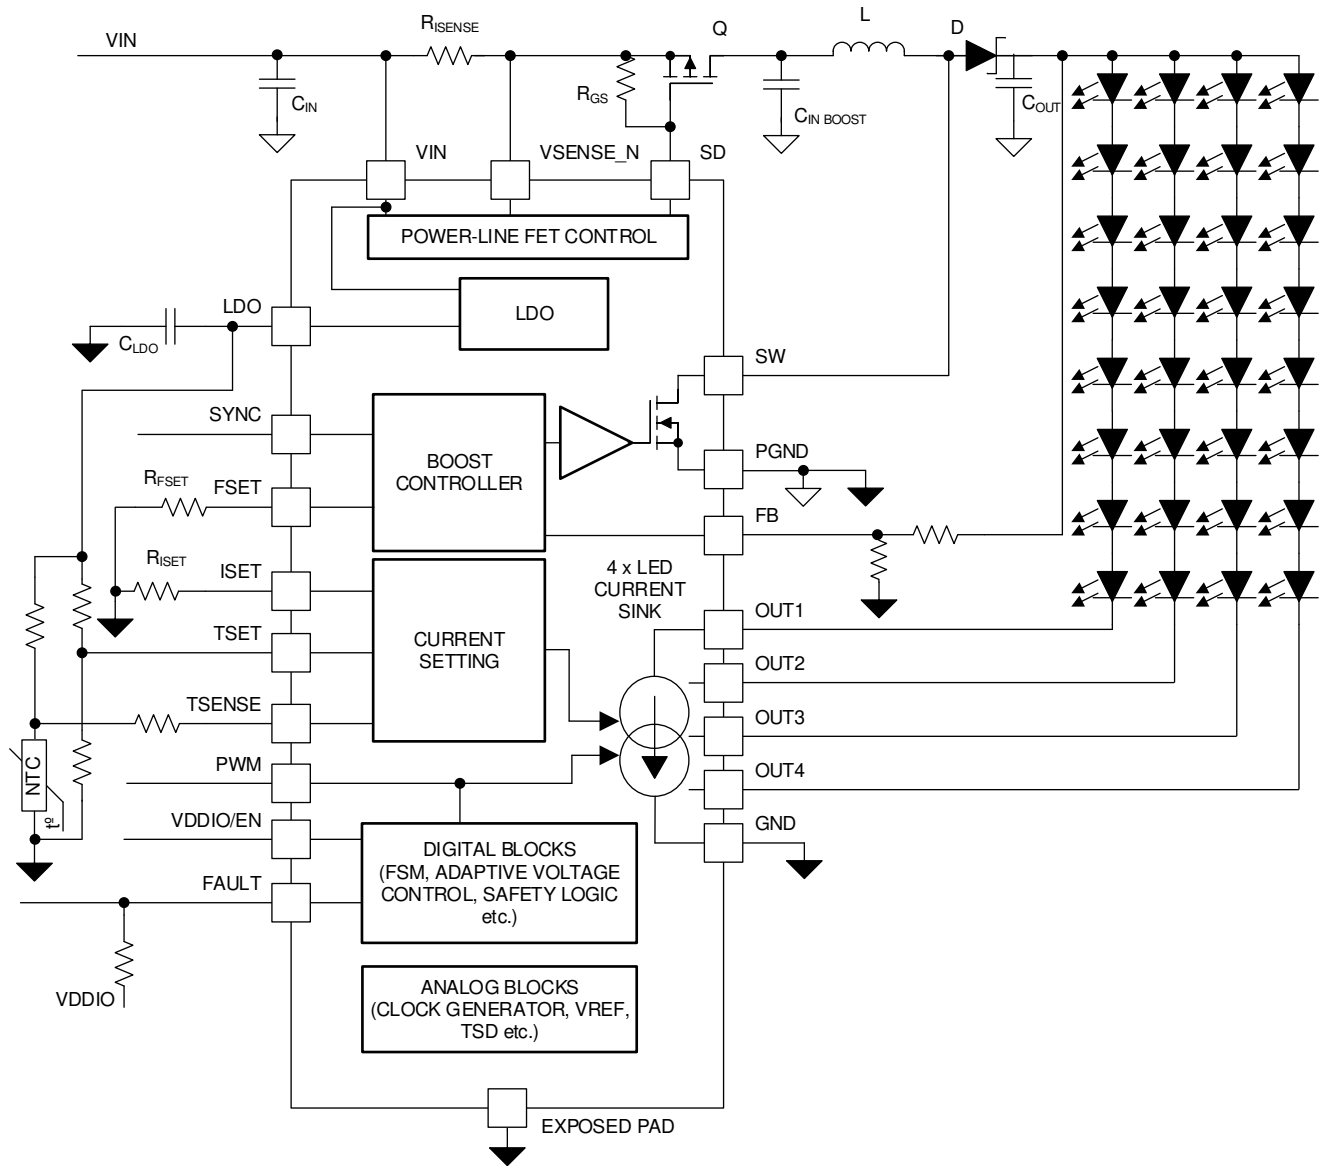 VIN
RISENSE
Q
L
D
CIN
RGS
CIN BOOST
COUT
VIN
VSENSE_N
SD
POWER-LINE FET CONTROL
LDO
LDO
CLDO
SW
SYNC
BOOST
CONTROLLER
PGND
RFSET
FSET
FB
RISET
ISET
4 x LED
CURRENT
SINK
OUT1
TSET
CURRENT
SETTING
OUT2
TSENSE
OUT3
PWM
OUT4
NTC
tº
VDDIO/EN
GND
DIGITAL BLOCKS
(FSM, ADAPTIVE VOLTAGE
CONTROL, SAFETY LOGIC
etc.)
FAULT
VDDIO
ANALOG BLOCKS
(CLOCK GENERATOR, VREF,
TSD etc.)
EXPOSED PAD